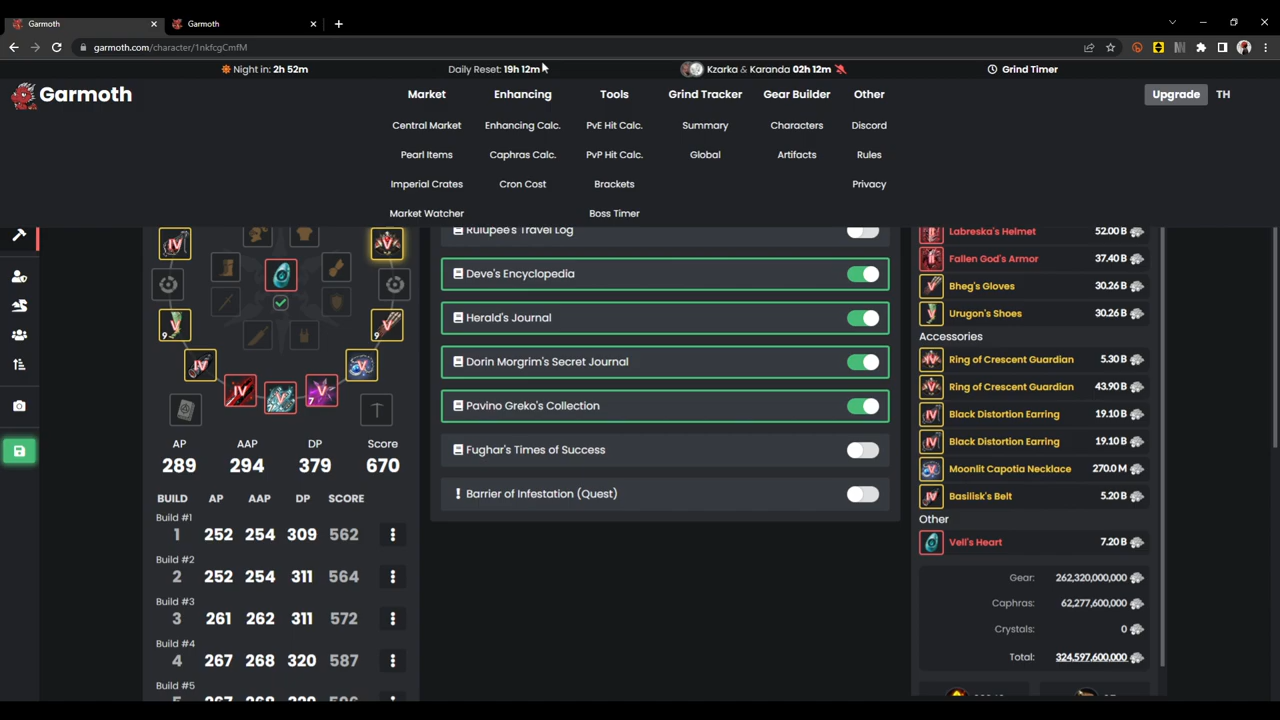 Garmoth
Garmoth
garmoth.com/character/1nkfcgCmfM
Night in: 2h 52m
Daily Reset: 19h 12m
Kzarka & Karanda 02h 12m
Grind Timer
Garmoth
Market
Enhancing
Tools
Grind Tracker
Gear Builder
Other
Upgrade
TH
Central Market
Enhancing Calc.
PvE Hit Calc.
Summary
Characters
Discord
Pearl Items
Caphras Calc.
PvP Hit Calc.
Global
Artifacts
Rules
Imperial Crates
Cron Cost
Brackets
Privacy
Market Watcher
Boss Timer
IV
V
V
9
V
9
IV
V
IV
V
V
7
AP
AAP
DP
Score
289
294
379
670
BUILD
AP
AAP
DP
SCORE
Build #1
1
252
254
309
562
Build #2
2
252
254
311
564
Build #3
3
261
262
311
572
Build #4
4
267
268
320
587
Build #5
Rulupee's Travel Log
Deve's Encyclopedia
Herald's Journal
Dorin Morgrim's Secret Journal
Pavino Greko's Collection
Fughar's Times of Success
Barrier of Infestation (Quest)
Labreska's Helmet
52.00 B
Fallen God's Armor
37.40 B
Bheg's Gloves
30.26 B
Urugon's Shoes
30.26 B
Accessories
Ring of Crescent Guardian
5.30 B
Ring of Crescent Guardian
43.90 B
Black Distortion Earring
19.10 B
Black Distortion Earring
19.10 B
Moonlit Capotia Necklace
270.0 M
Basilisk's Belt
5.20 B
Other
Vell's Heart
7.20 B
Gear:
262,320,000,000
Caphras:
62,277,600,000
Crystals:
0
Total:
324,597,600,000